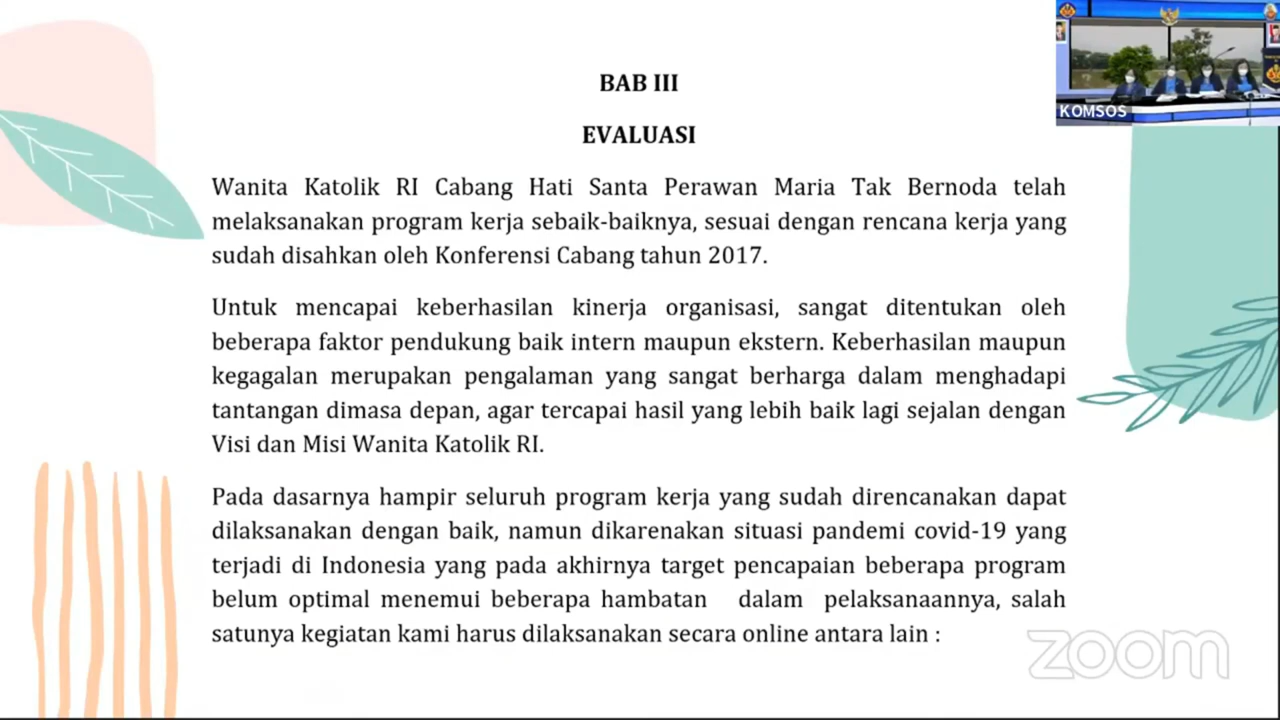 BAB III
EVALUASI
Wanita Katolik RI Cabang Hati Santa Perawan Maria Tak Bernoda telah
melaksanakan program kerja sebaik-baiknya, sesuai dengan rencana kerja yang
sudah disahkan oleh Konferensi Cabang tahun 2017.
Untuk mencapai keberhasilan kinerja organisasi, sangat ditentukan oleh
beberapa faktor pendukung baik intern maupun ekstern. Keberhasilan maupun
kegagalan merupakan pengalaman yang sangat berharga dalam menghadapi
tantangan dimasa depan, agar tercapai hasil yang lebih baik lagi sejalan dengan
Visi dan Misi Wanita Katolik RI.
Pada dasarnya hampir seluruh program kerja yang sudah direncanakan dapat
dilaksanakan dengan baik, namun dikarenakan situasi pandemi covid-19 yang
terjadi di Indonesia yang pada akhirnya target pencapaian beberapa program
belum optimal menemui beberapa hambatan dalam pelaksanaannya, salah
satunya kegiatan kami harus dilaksanakan secara online antara lain :
KOMSOS
zoom